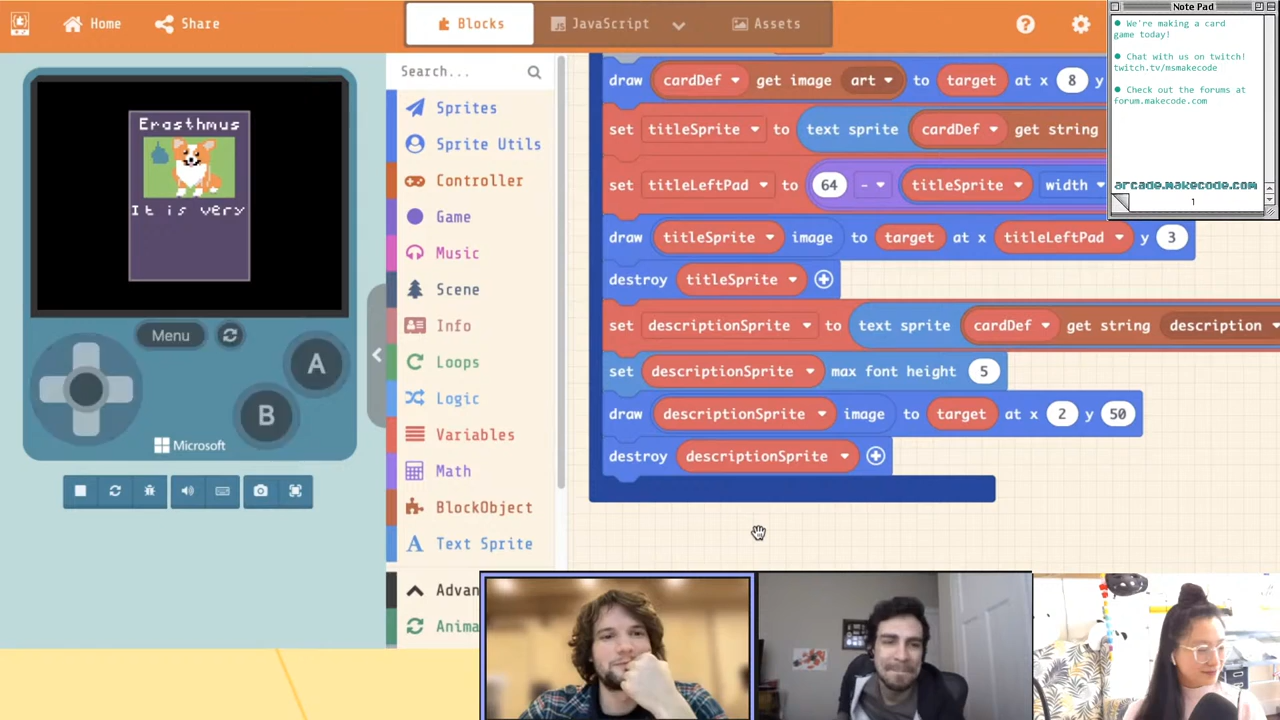 Home
Share
Blocks
JavaScript
Assets
Note Pad
We're making a card
game today!
Chat with us on twitch!
twitch.tv/msmakecode
Check out the forums at
forum.makecode.com
arcade.makecode.com
1
Erasthmus
It is very
Menu
A
B
Microsoft
Search...
Sprites
Sprite Utils
Controller
Game
Music
Scene
Info
Loops
Logic
Variables
Math
BlockObject
Text Sprite
Advan
Anima
draw cardDef get image art to target at x 8 y
set titleSprite to text sprite cardDef get string
set titleLeftPad to 64 - titleSprite width
draw titleSprite image to target at x titleLeftPad y 3
destroy titleSprite
set descriptionSprite to text sprite cardDef get string description
set descriptionSprite max font height 5
draw descriptionSprite image to target at x 2 y 50
destroy descriptionSprite